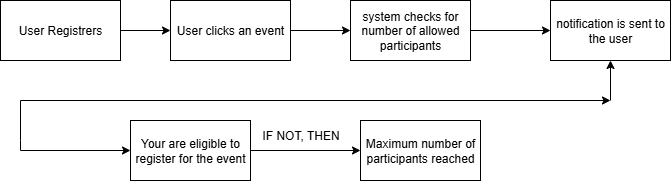 User Registrers
User clicks an event
system checks for
number of allowed
participants
notification is sent to
the user
Your are eligible to
register for the event
IF NOT, THEN
Maximum number of
participants reached